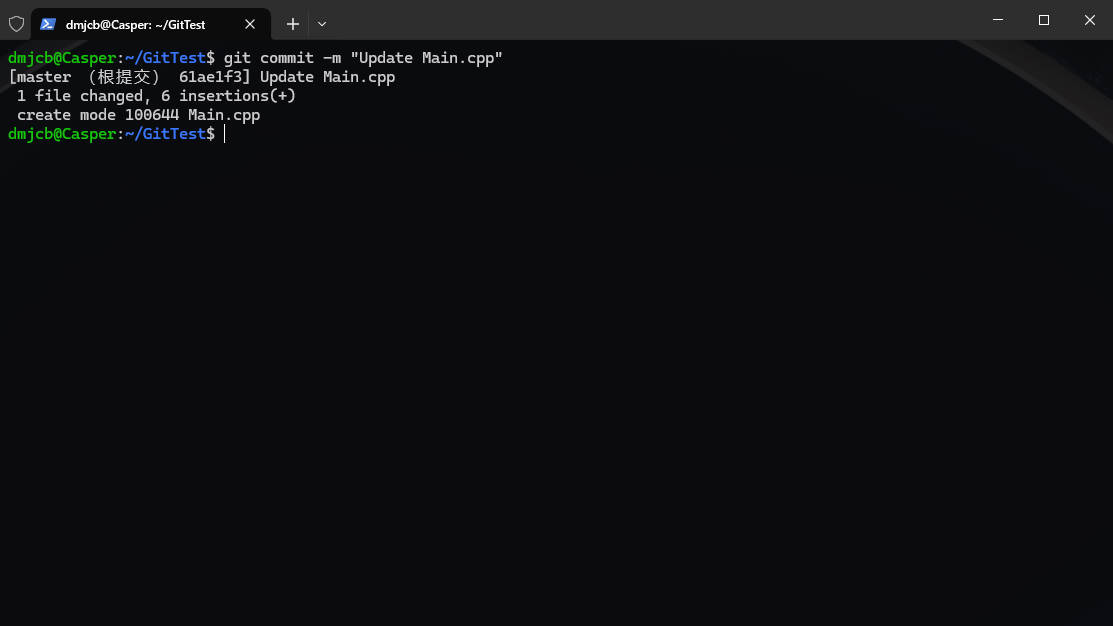 dmjcb@Casper: ~/GitTest
dmjcb@Casper:~/GitTest$ git commit -m "Update Main.cpp"
[master （根提交） 61ae1f3] Update Main.cpp
 1 file changed, 6 insertions(+)
 create mode 100644 Main.cpp
dmjcb@Casper:~/GitTest$